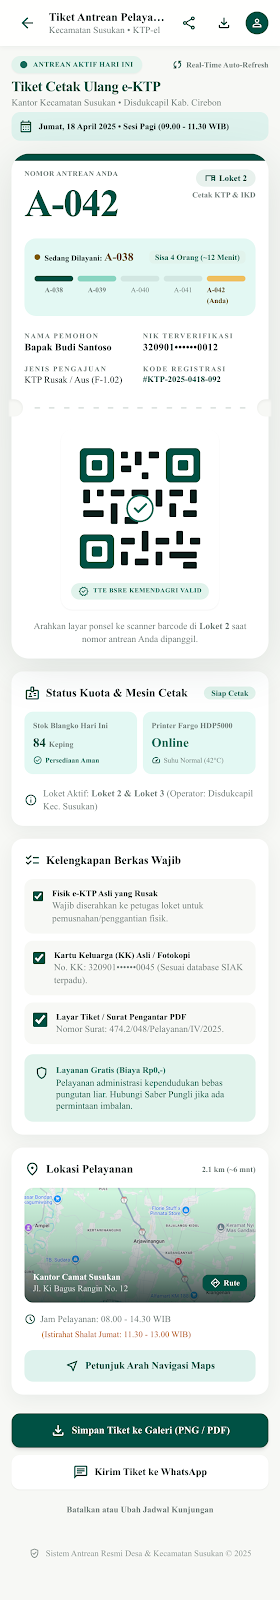 Tiket Antrean Pelaya...
Kecamatan Susukan • KTP-el
ANTREAN AKTIF HARI INI
Real-Time Auto-Refresh
Tiket Cetak Ulang e-KTP
Kantor Kecamatan Susukan • Disdukcapil Kab. Cirebon
Jumat, 18 April 2025 • Sesi Pagi (09.00 - 11.30 WIB)
NOMOR ANTREAN ANDA
Loket 2
A-042
Cetak KTP & IKD
Sedang Dilayani: A-038
Sisa 4 Orang (~12 Menit)
A-038
A-039
A-040
A-041
A-042
(Anda)
NAMA PEMOHON
Bapak Budi Santoso
NIK TERVERIFIKASI
320901••••••0012
JENIS PENGAJUAN
KTP Rusak / Aus (F-1.02)
KODE REGISTRASI
#KTP-2025-0418-092
TTE BSRE KEMENDAGRI VALID
Arahkan layar ponsel ke scanner barcode di Loket 2 saat
nomor antrean Anda dipanggil.
Status Kuota & Mesin Cetak
Siap Cetak
Stok Blangko Hari Ini
84 Keping
Persediaan Aman
Printer Fargo HDP5000
Online
Suhu Normal (42°C)
Loket Aktif: Loket 2 & Loket 3 (Operator: Disdukcapil
Kec. Susukan)
Kelengkapan Berkas Wajib
Fisik e-KTP Asli yang Rusak
Wajib diserahkan ke petugas loket untuk
pemusnahan/penggantian fisik.
Kartu Keluarga (KK) Asli / Fotokopi
No. KK: 320901••••••0045 (Sesuai database SIAK
terpadu).
Layar Tiket / Surat Pengantar PDF
Nomor Surat: 474.2/048/Pelayanan/IV/2025.
Layanan Gratis (Biaya Rp0,-)
Pelayanan administrasi kependudukan bebas
pungutan liar. Hubungi Saber Pungli jika ada
permintaan imbalan.
Lokasi Pelayanan
2.1 km (~6 mnt)
Arjawinangun
Kantor Camat Susukan
Jl. Ki Bagus Rangin No. 12
Rute
Jam Pelayanan: 08.00 - 14.30 WIB
(Istirahat Shalat Jumat: 11.30 - 13.00 WIB)
Petunjuk Arah Navigasi Maps
Simpan Tiket ke Galeri (PNG / PDF)
Kirim Tiket ke WhatsApp
Batalkan atau Ubah Jadwal Kunjungan
Sistem Antrean Resmi Desa & Kecamatan Susukan © 2025